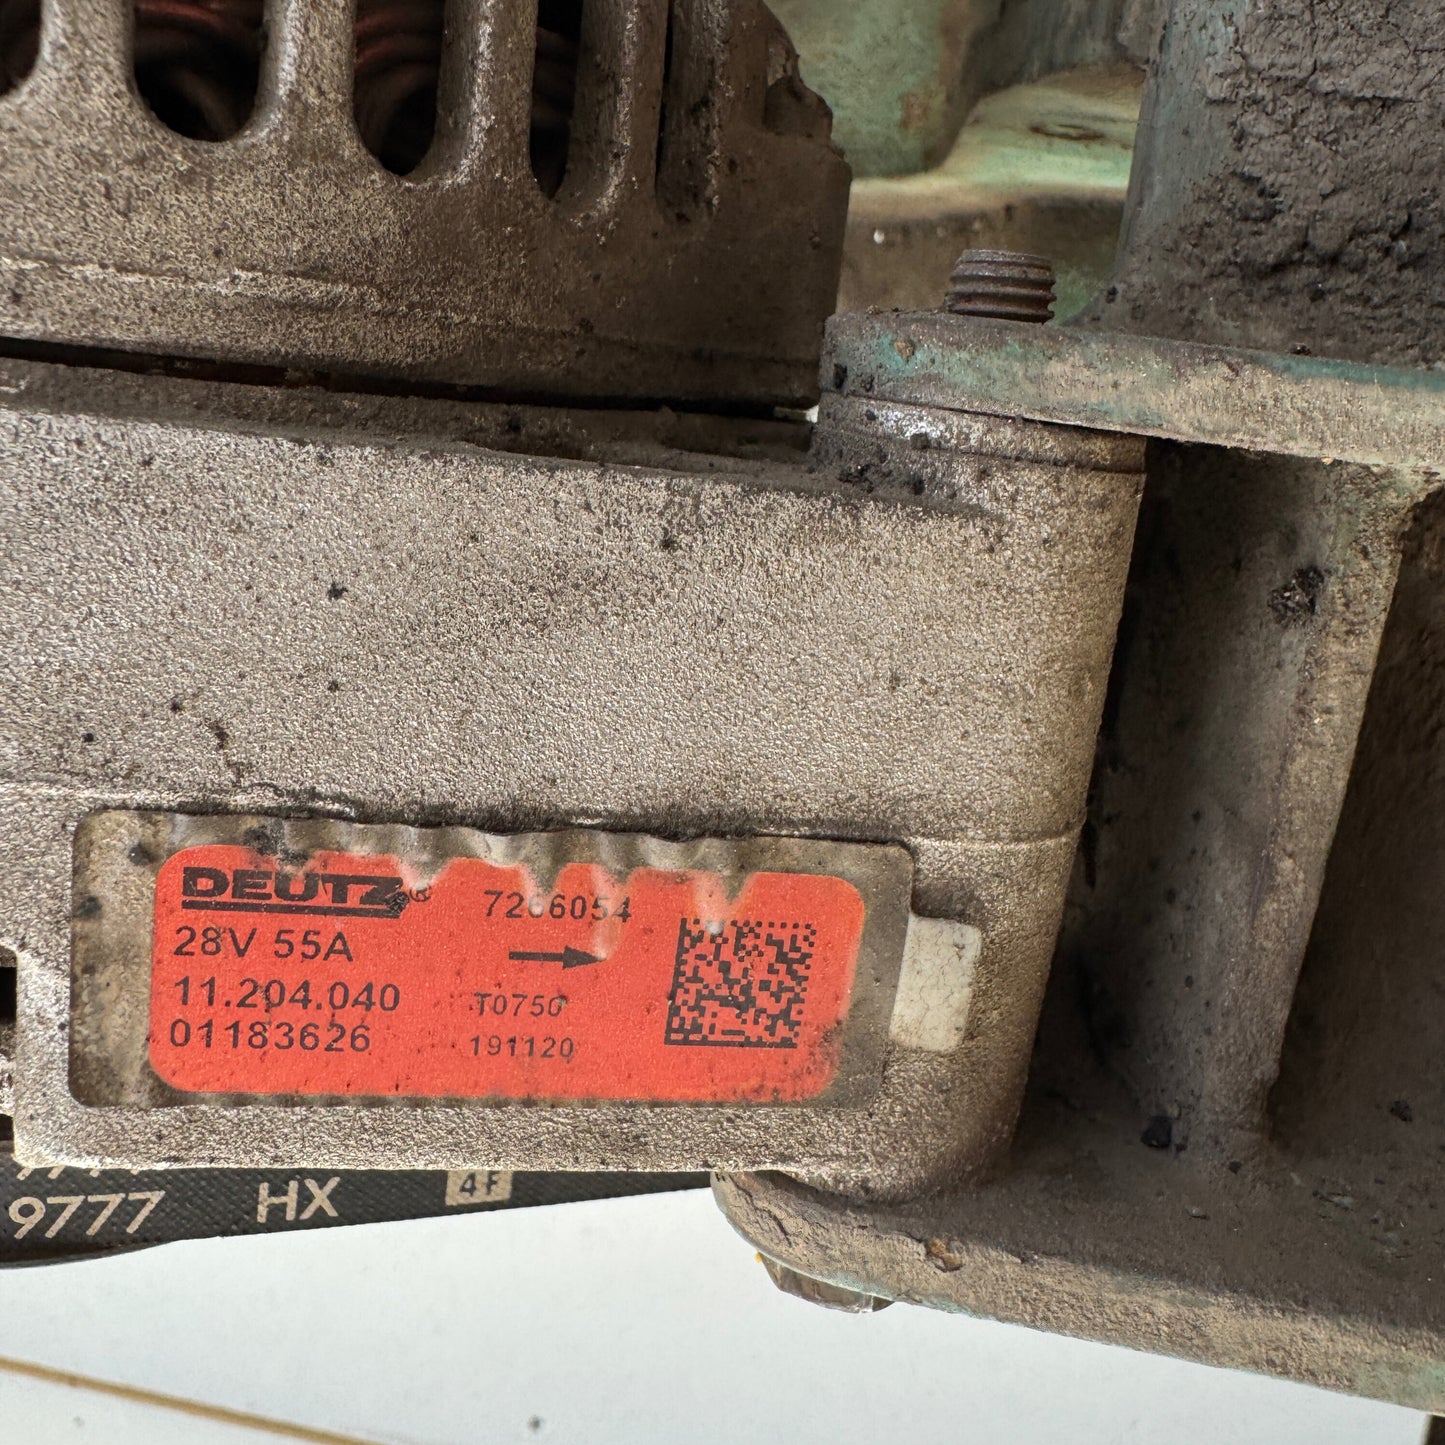 DEUTZ®
28V 55A
11.204.040
01183626
7266054
T0750
191120
9777 HX 4F